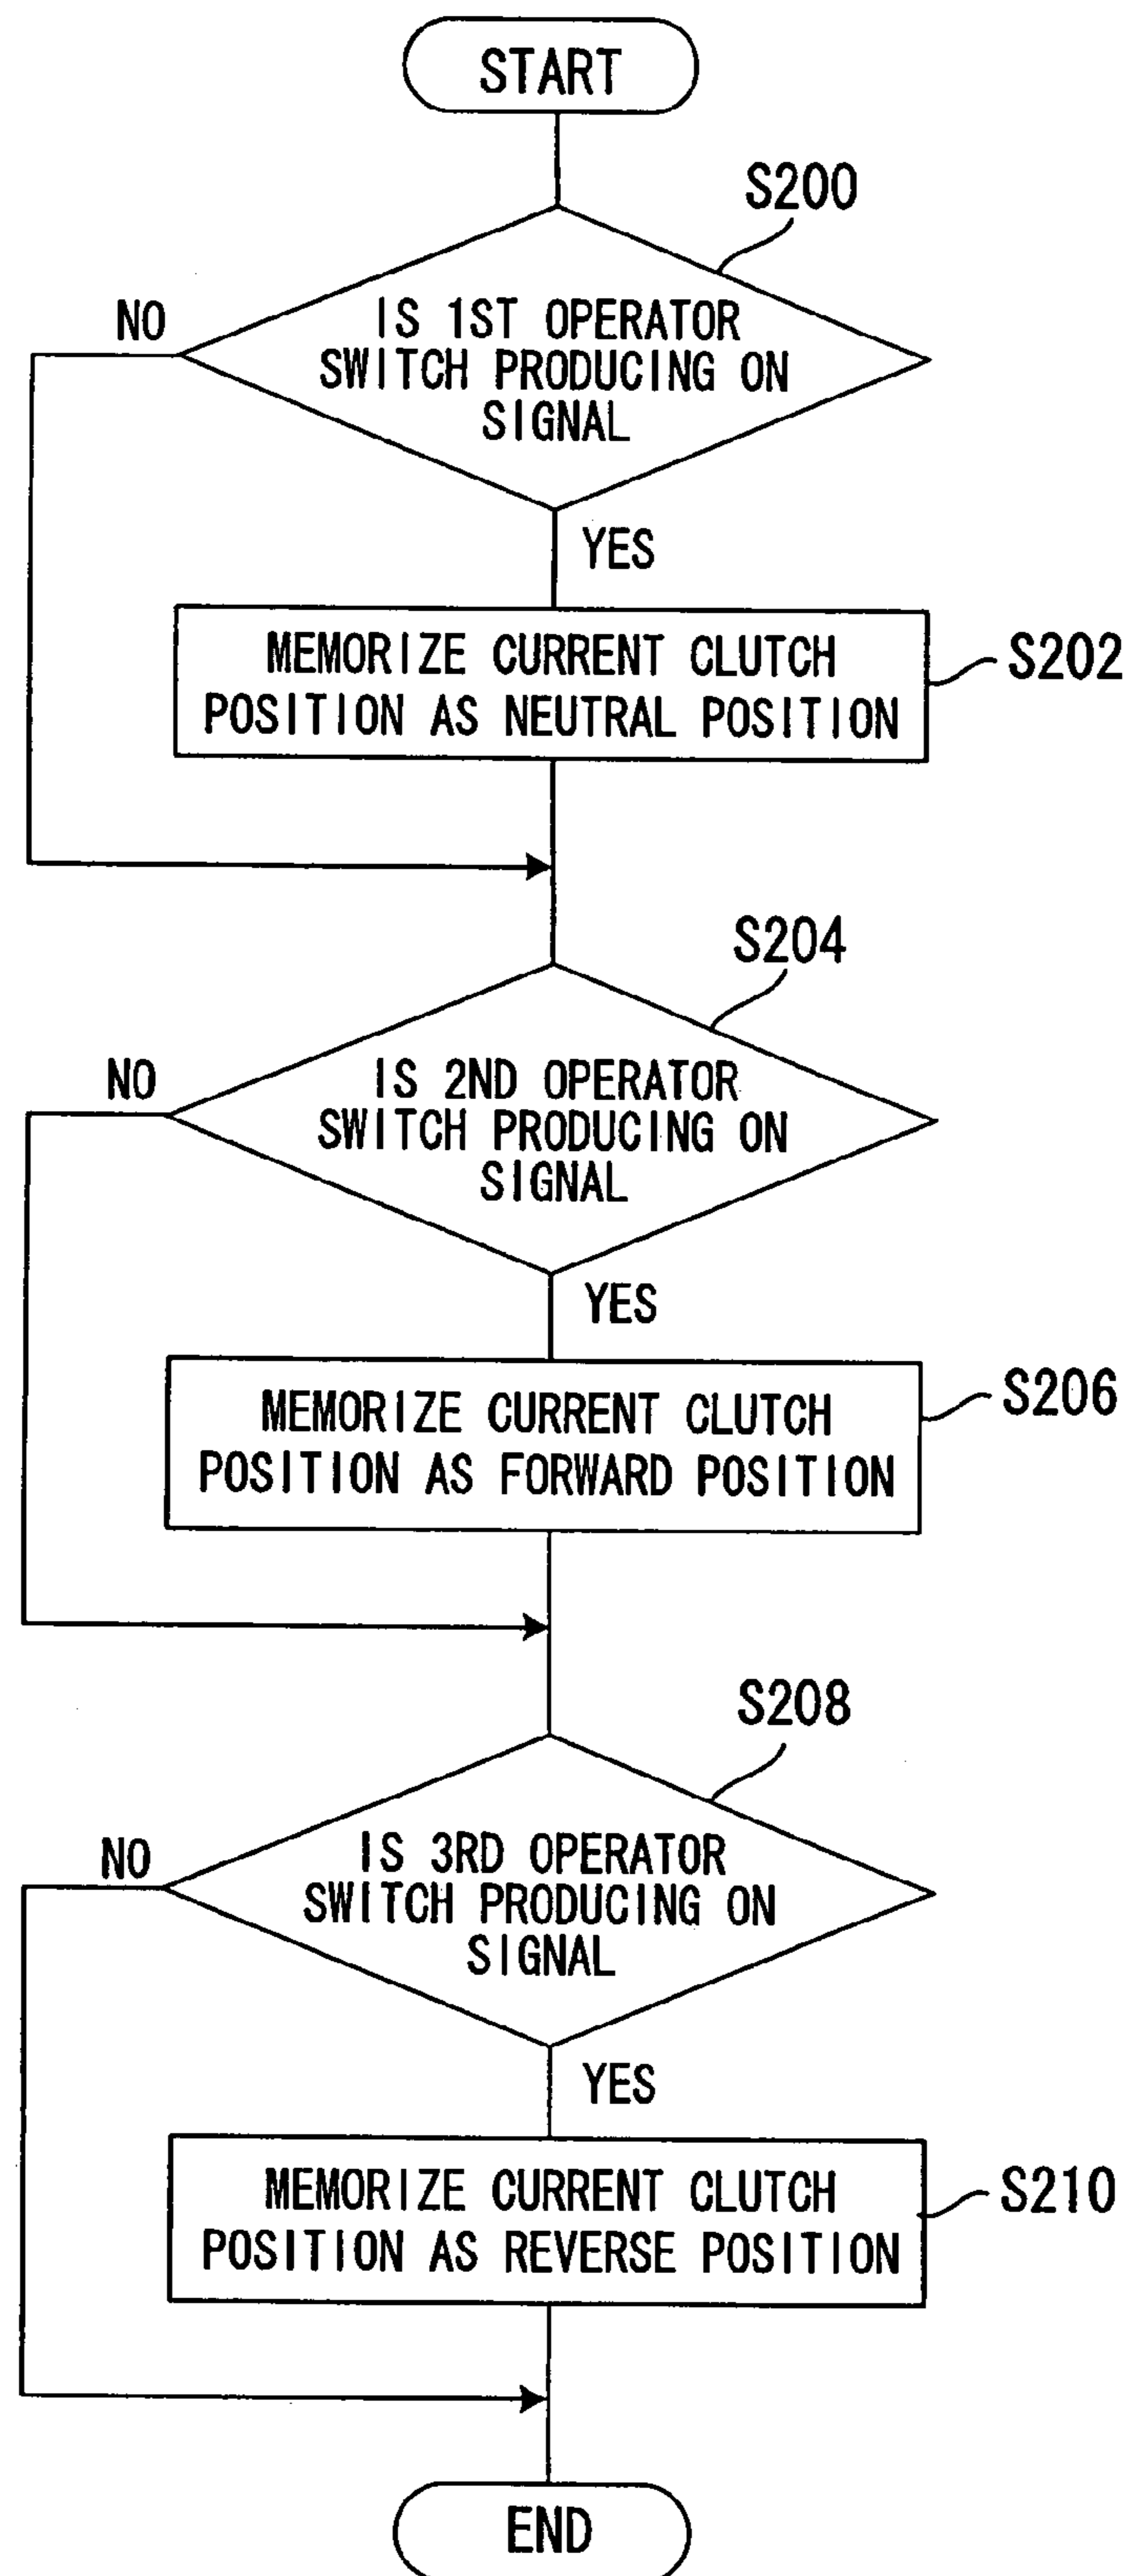 START
S200
NO
IS 1ST OPERATOR
SWITCH PRODUCING ON
SIGNAL
YES
MEMORIZE CURRENT CLUTCH
POSITION AS NEUTRAL POSITION
S202
S204
NO
IS 2ND OPERATOR
SWITCH PRODUCING ON
SIGNAL
YES
MEMORIZE CURRENT CLUTCH
POSITION AS FORWARD POSITION
S206
S208
NO
IS 3RD OPERATOR
SWITCH PRODUCING ON
SIGNAL
YES
MEMORIZE CURRENT CLUTCH
POSITION AS REVERSE POSITION
S210
END